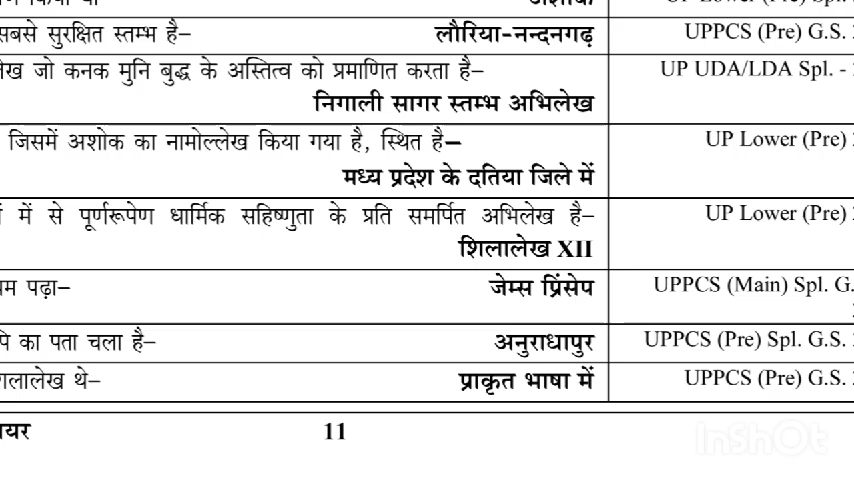 अशोक
सबसे सुरक्षित स्तम्भ है– लौरिया-नन्दनगढ़ UPPCS (Pre) G.S.
जो कनक मुनि बुद्ध के अस्तित्व को प्रमाणित करता है– UP UDA/LDA Spl. -
निगाली सागर स्तम्भ अभिलेख
जिसमें अशोक का नामोल्लेख किया गया है, स्थित है– UP Lower (Pre)
मध्य प्रदेश के दतिया जिले में
में से पूर्णरूपेण धार्मिक सहिष्णुता के प्रति समर्पित अभिलेख है– UP Lower (Pre)
शिलालेख XII
पढ़ा– जेम्स प्रिंसेप UPPCS (Main) Spl. G.
का पता चला है– अनुराधापुर UPPCS (Pre) Spl. G.S.
थे– प्राकृत भाषा में UPPCS (Pre) G.S.
11
InShOt